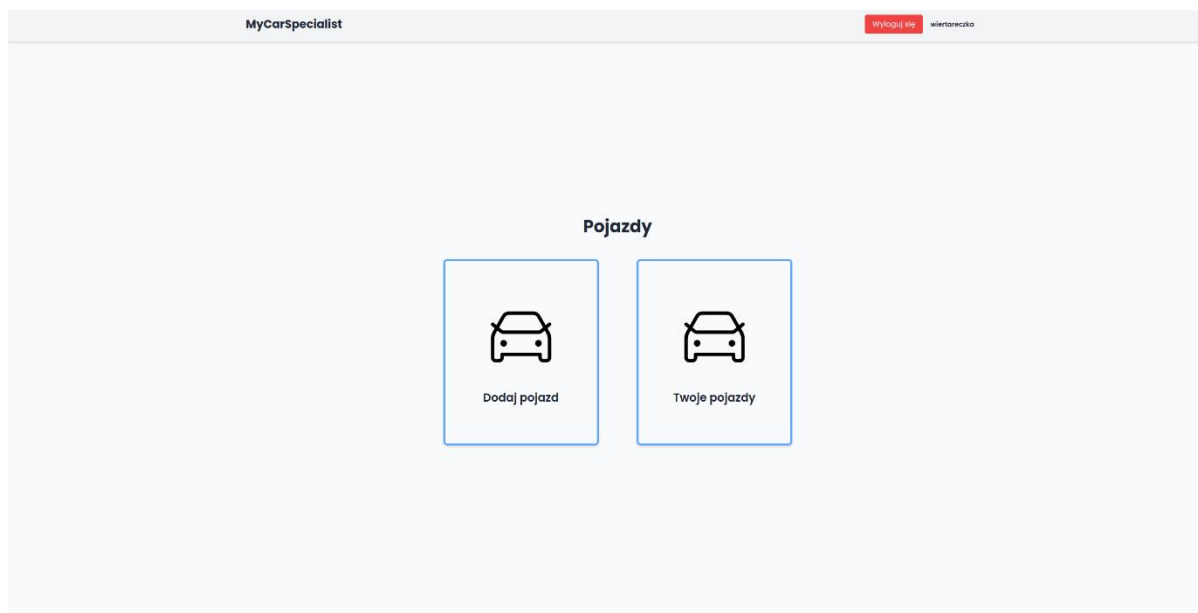 MyCarSpecialist
Wyloguj się wiertareczka
Pojazdy
Dodaj pojazd
Twoje pojazdy